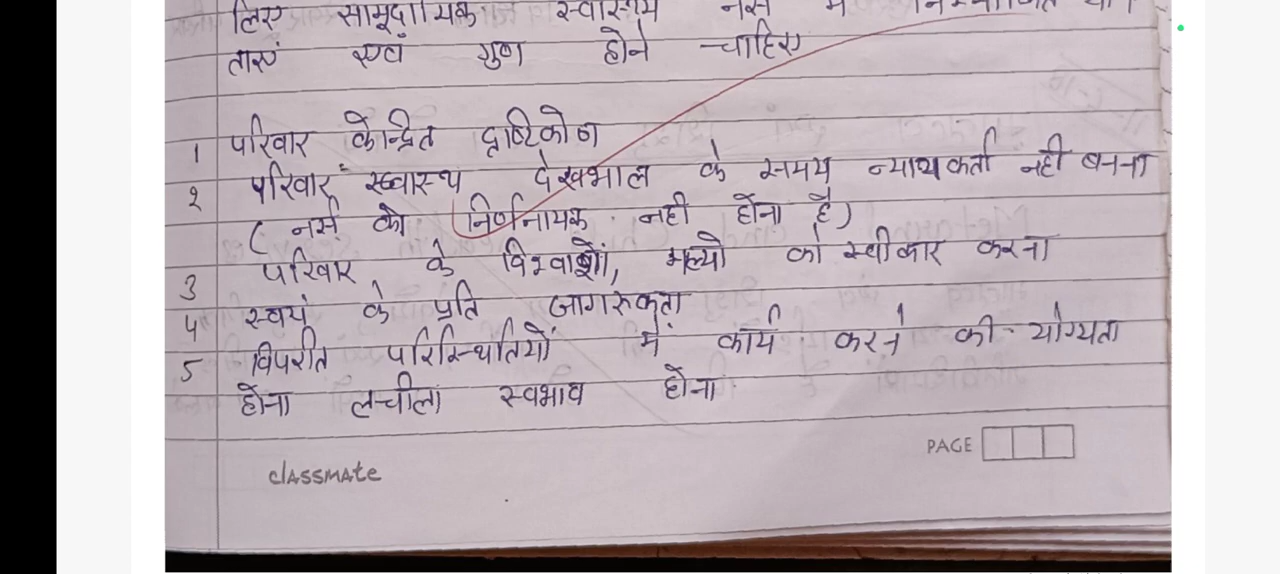 लिए सामूदायिक स्वास्थ्य नर्स में
ताएं एवं गुण होने चाहिए
1 परिवार केन्द्रित दृष्टिकोण
2 परिवार स्वास्थ्य देखभाल के समय न्यायकर्ता नही बनना
( नर्स को निर्णनायक नही होना है)
3 परिवार के विश्वाशों, मूल्यो को स्वीकार करना
4 स्वयं के प्रति जागरुकता
5 विपरीत परिस्थितियों में कार्य करने की योग्यता
होना लचीला स्वभाव होना
PAGE
classmate